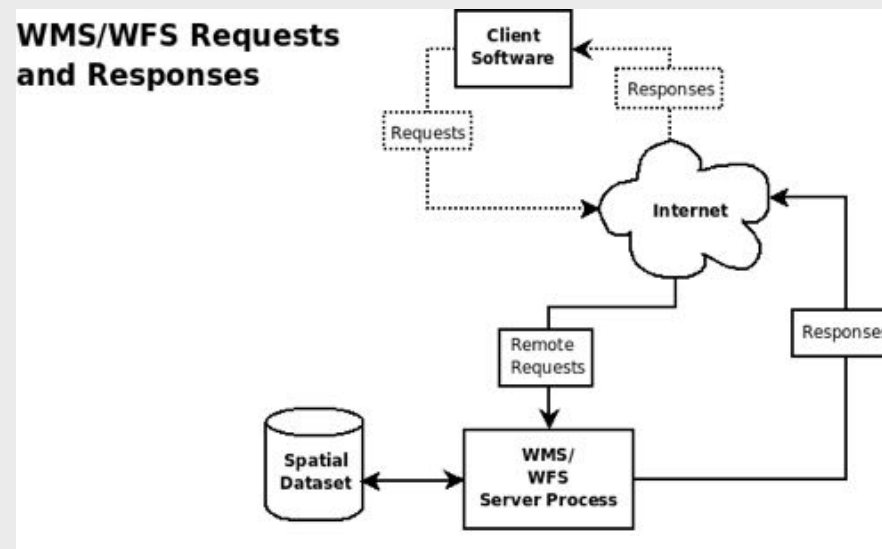 WMS/WFS Requests
and Responses
Client
Software
Responses
Requests
Internet
Remote
Requests
Responses
Spatial
Dataset
WMS/
WFS
Server Process